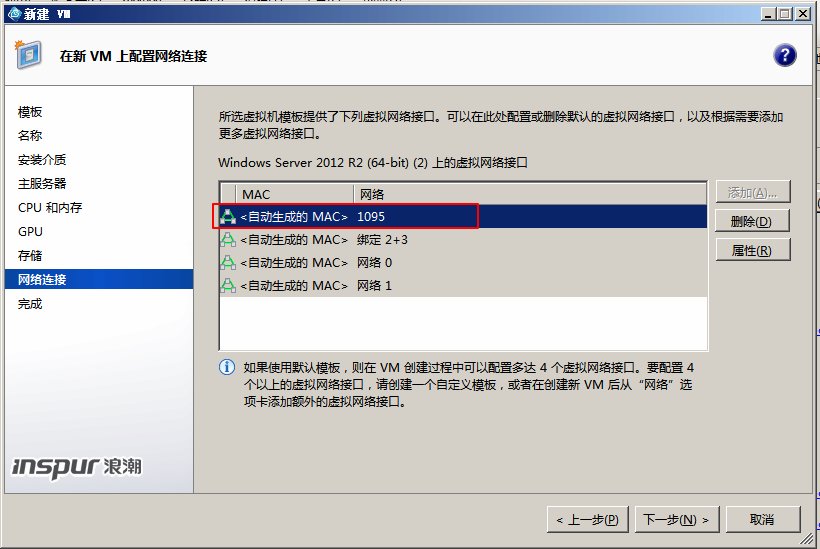 新建 VM
在新 VM 上配置网络连接
模板
名称
安装介质
主服务器
CPU 和内存
GPU
存储
网络连接
完成
所选虚拟机模板提供了下列虚拟网络接口。可以在此处配置或删除默认的虚拟网络接口，以及根据需要添加
更多虚拟网络接口。
Windows Server 2012 R2 (64-bit) (2) 上的虚拟网络接口
MAC 网络
<自动生成的 MAC> 1095
<自动生成的 MAC> 绑定 2+3
<自动生成的 MAC> 网络 0
<自动生成的 MAC> 网络 1
添加(A)...
删除(D)
属性(R)
如果使用默认模板，则在 VM 创建过程中可以配置多达 4 个虚拟网络接口。要配置 4
个以上的虚拟网络接口，请创建一个自定义模板，或者在创建新 VM 后从“网络”选
项卡添加额外的虚拟网络接口。
inspur 浪潮
< 上一步(P)
下一步(N) >
取消